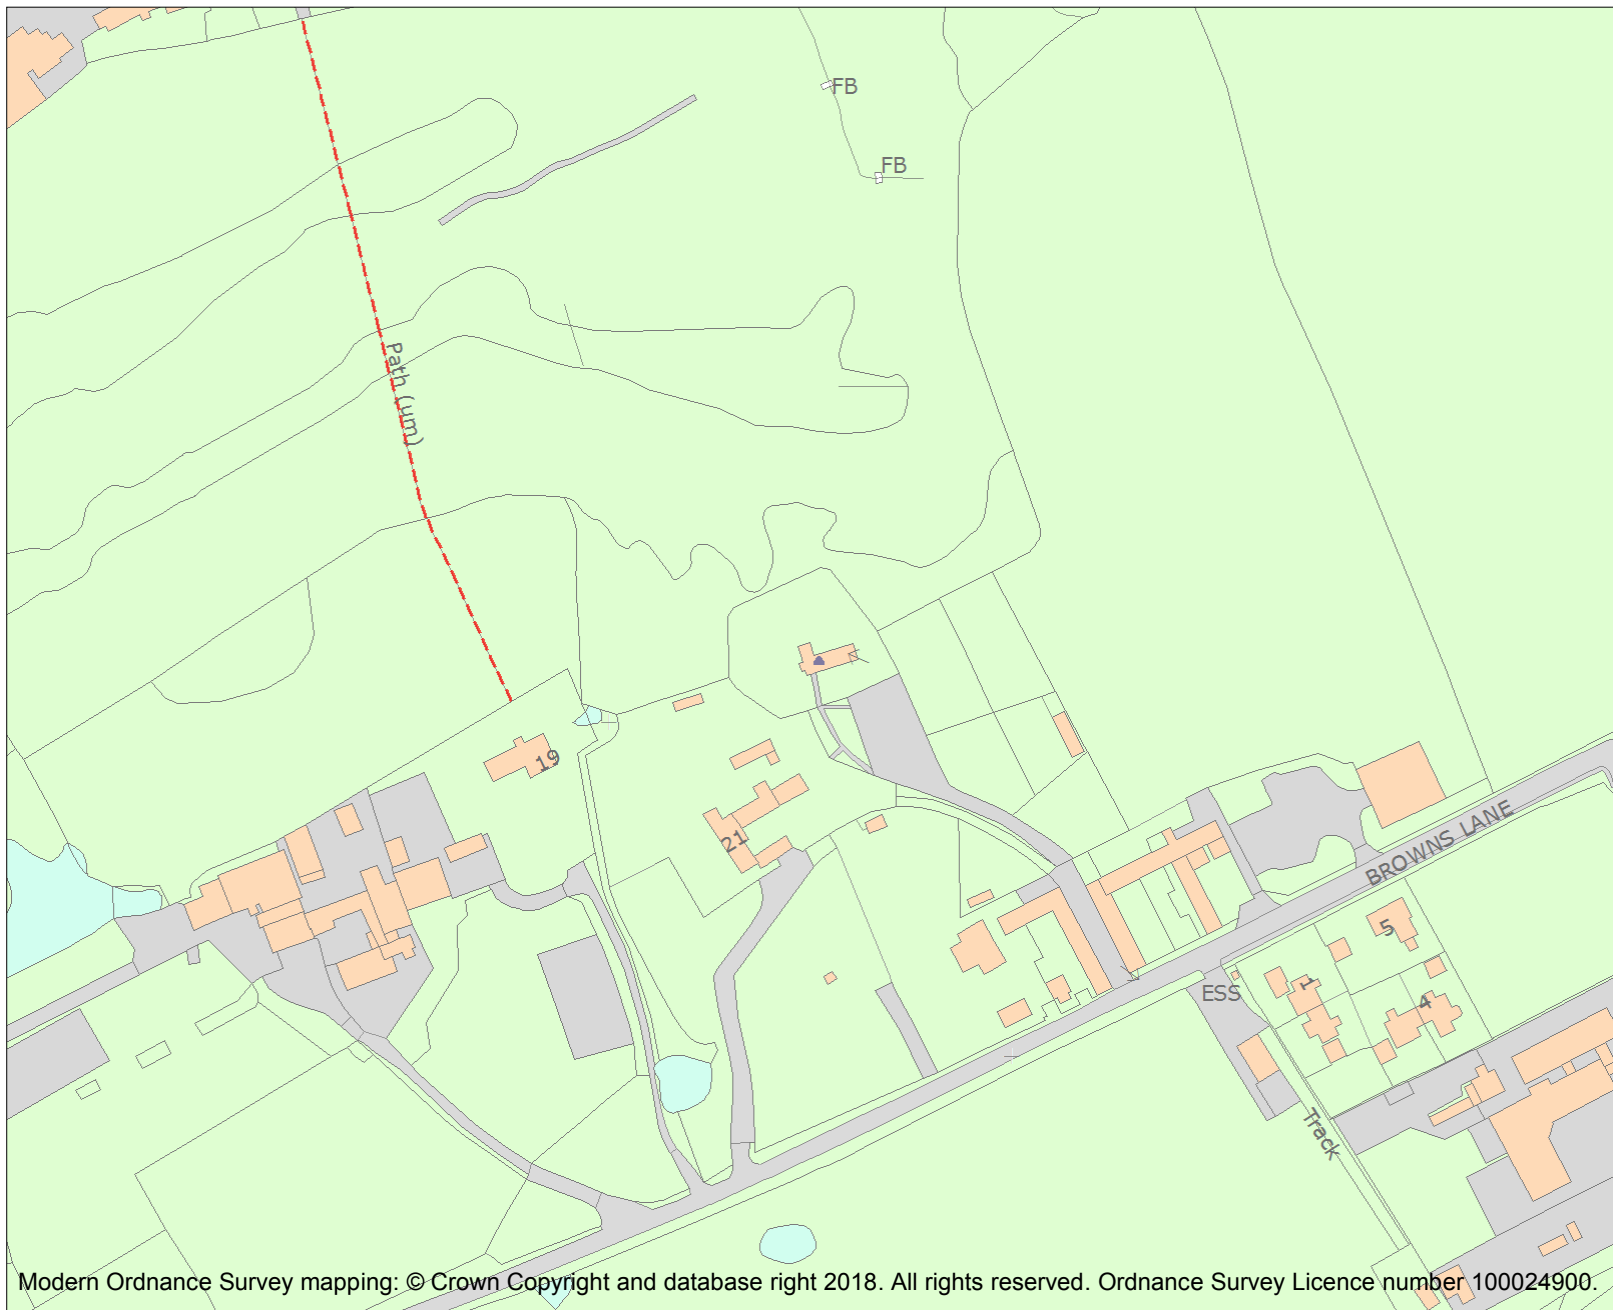 FB
FB
Path (um)
19
21
BROWNS LANE
5
1
4
ESS
Track
Modern Ordnance Survey mapping: © Crown Copyright and database right 2018. All rights reserved. Ordnance Survey Licence number 100024900.